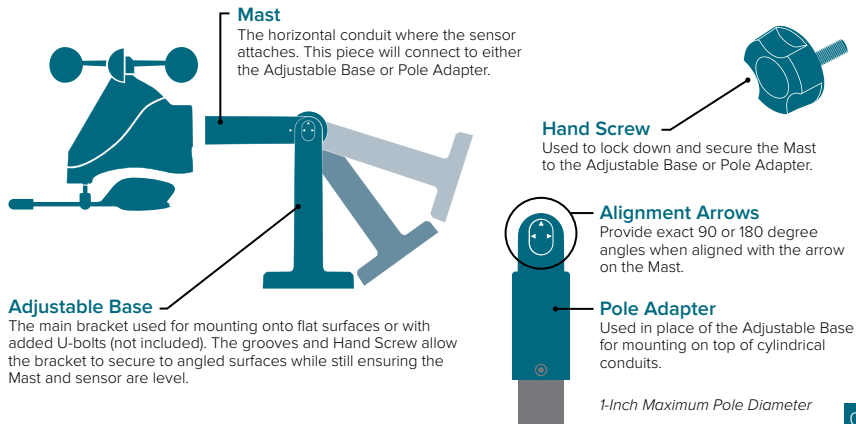 Mast
The horizontal conduit where the sensor
attaches. This piece will connect to either
the Adjustable Base or Pole Adapter.
Hand Screw
Used to lock down and secure the Mast
to the Adjustable Base or Pole Adapter.
Alignment Arrows
Provide exact 90 or 180 degree
angles when aligned with the arrow
on the Mast.
Adjustable Base
The main bracket used for mounting onto flat surfaces or with
added U-bolts (not included). The grooves and Hand Screw allow
the bracket to secure to angled surfaces while still ensuring the
Mast and sensor are level.
Pole Adapter
Used in place of the Adjustable Base
for mounting on top of cylindrical
conduits.
1-Inch Maximum Pole Diameter